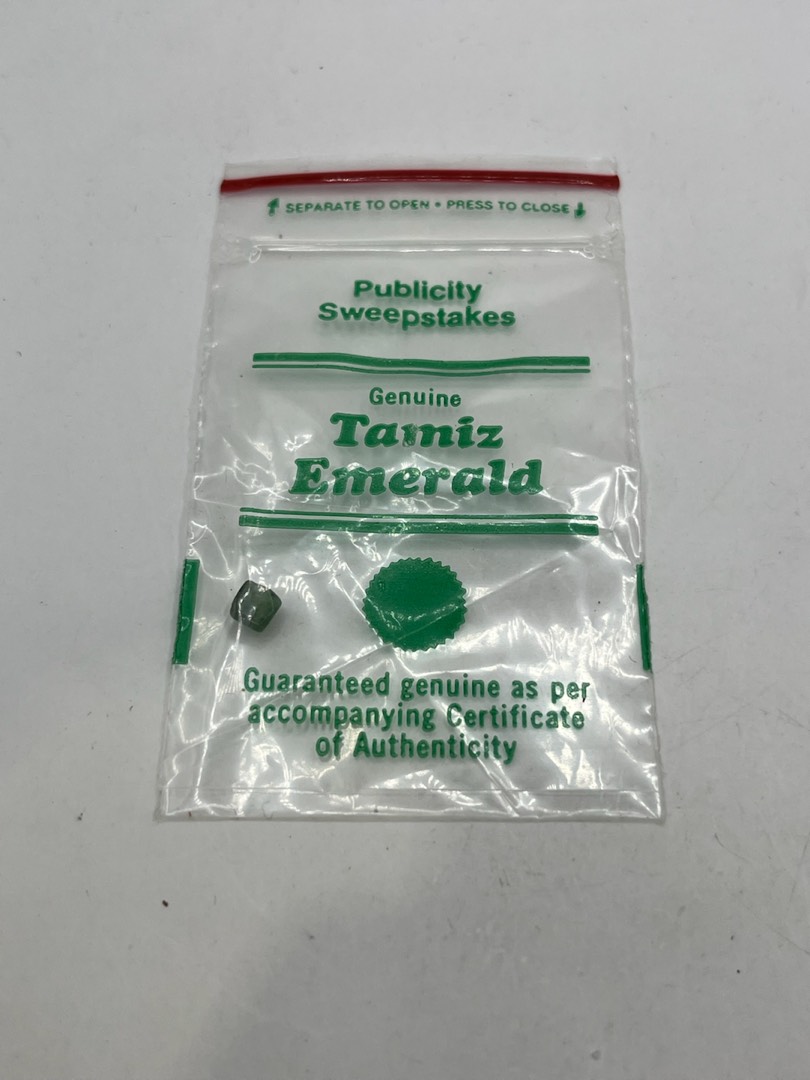 SEPARATE TO OPEN • PRESS TO CLOSE
Publicity
Sweepstakes
Genuine
Tamiz
Emerald
Guaranteed genuine as per
accompanying Certificate
of Authenticity